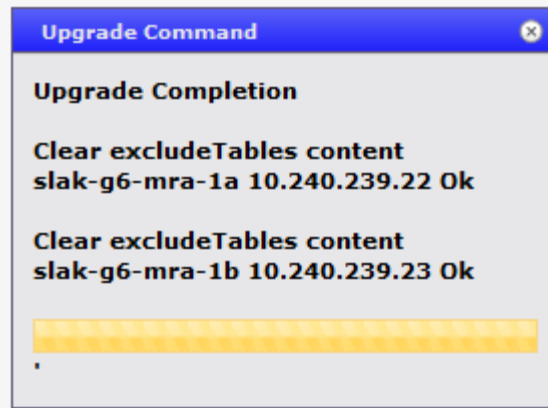 Upgrade Command
Upgrade Completion
Clear excludeTables content
slak-g6-mra-1a 10.240.239.22 Ok
Clear excludeTables content
slak-g6-mra-1b 10.240.239.23 Ok
.